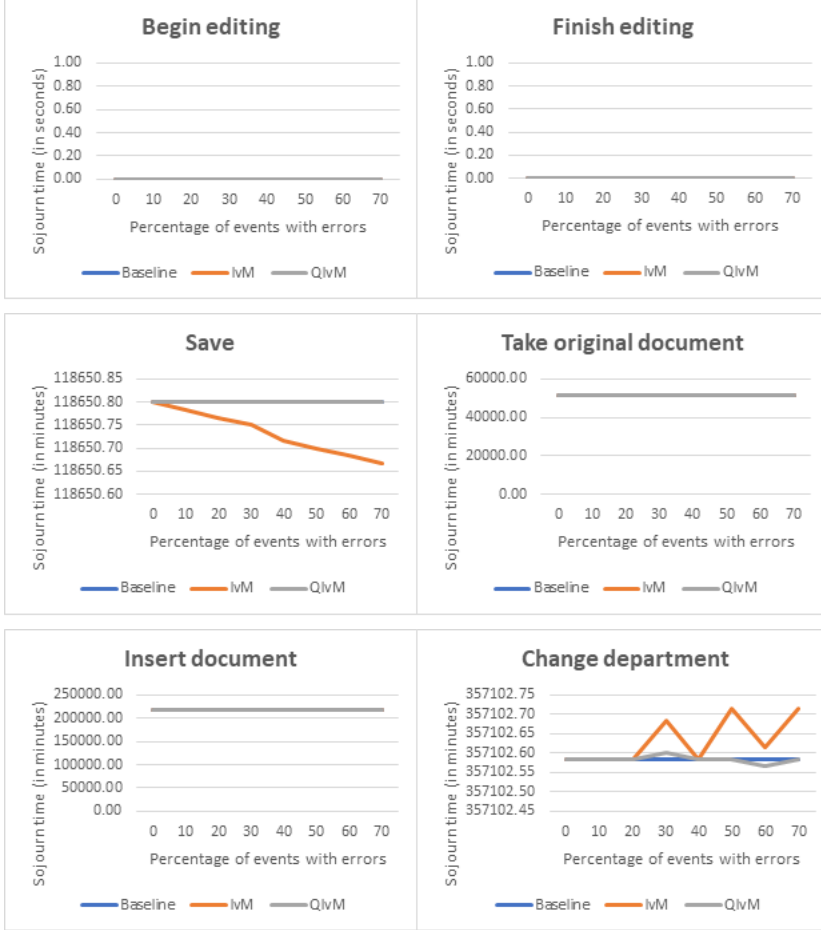 Begin editing
Sojourn time (in seconds)
1.00
0.80
0.60
0.40
0.20
0.00
0 10 20 30 40 50 60 70
Percentage of events with errors
Baseline IvM QIvM
Finish editing
Sojourn time (in seconds)
1.00
0.80
0.60
0.40
0.20
0.00
0 10 20 30 40 50 60 70
Percentage of events with errors
Baseline IvM QIvM
Save
Sojourn time (in minutes)
118650.85
118650.80
118650.75
118650.70
118650.65
118650.60
0 10 20 30 40 50 60 70
Percentage of events with errors
Baseline IvM QIvM
Take original document
Sojourn time (in minutes)
60000.00
40000.00
20000.00
0.00
0 10 20 30 40 50 60 70
Percentage of events with errors
Baseline IvM QIvM
Insert document
Sojourn time (in minutes)
250000.00
200000.00
150000.00
100000.00
50000.00
0.00
0 10 20 30 40 50 60 70
Percentage of events with errors
Baseline IvM QIvM
Change department
Sojourn time (in minutes)
357102.75
357102.70
357102.65
357102.60
357102.55
357102.50
357102.45
0 10 20 30 40 50 60 70
Percentage of events with errors
Baseline IvM QIvM